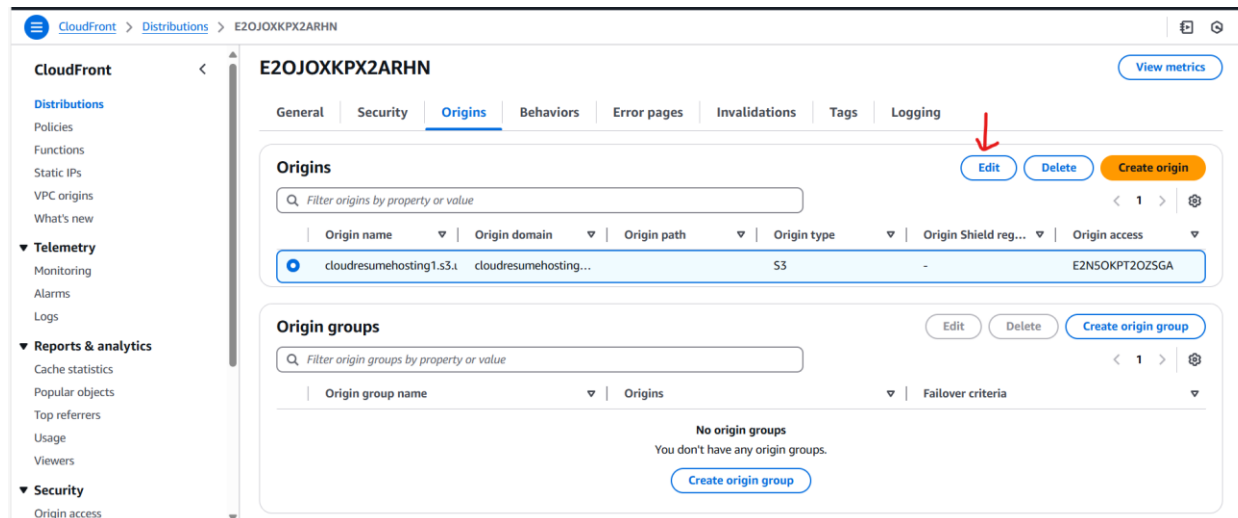 CloudFront > Distributions > E2OJOXKPX2ARHN
CloudFront
Distributions
Policies
Functions
Static IPs
VPC origins
What's new
Telemetry
Monitoring
Alarms
Logs
Reports & analytics
Cache statistics
Popular objects
Top referrers
Usage
Viewers
Security
Origin access
E2OJOXKPX2ARHN
View metrics
General Security Origins Behaviors Error pages Invalidations Tags Logging
Origins
Edit Delete Create origin
Filter origins by property or value
1
Origin name Origin domain Origin path Origin type Origin Shield reg... Origin access
cloudresumehosting1.s3.u cloudresumehosting... S3 - E2N5OKPT2OZSGA
Origin groups
Edit Delete Create origin group
Filter origin groups by property or value
1
Origin group name Origins Failover criteria
No origin groups
You don't have any origin groups.
Create origin group